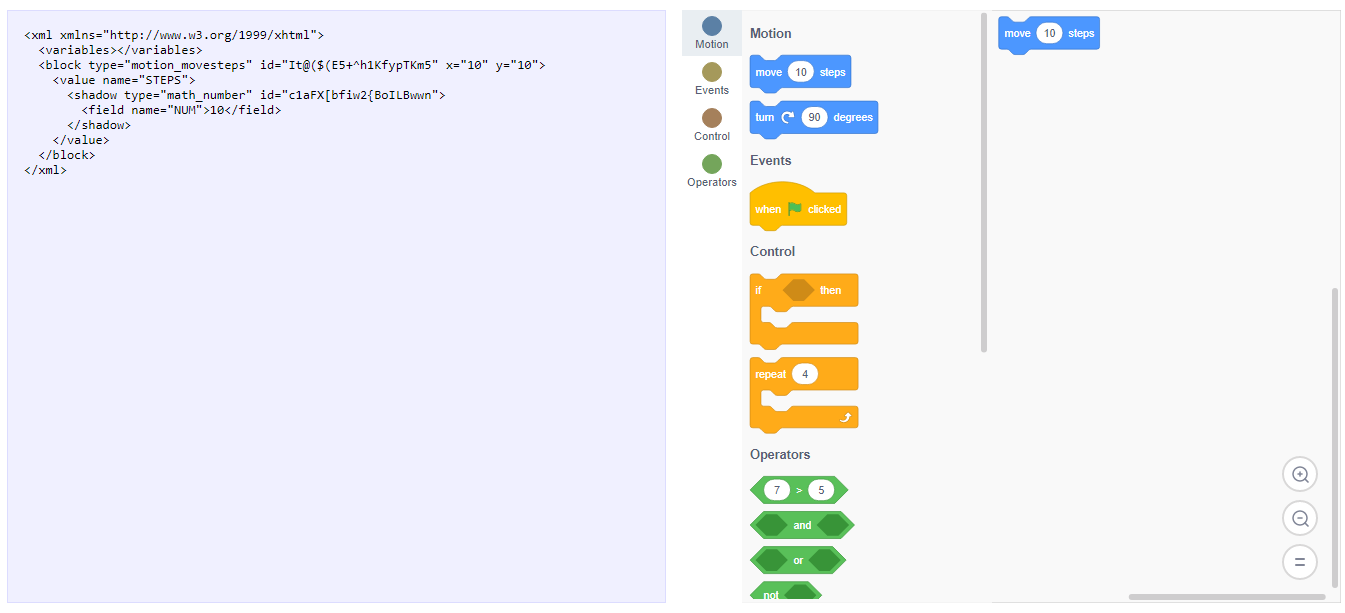 <xml xmlns="http://www.w3.org/1999/xhtml">
  <variables></variables>
  <block type="motion_movesteps" id="It@($(E5+^h1KfypTKm5" x="10" y="10">
    <value name="STEPS">
      <shadow type="math_number" id="c1aFX[bfiw2{BoILBwwn">
        <field name="NUM">10</field>
      </shadow>
    </value>
  </block>
</xml>
Motion
Events
Control
Operators
Motion
move 10 steps
turn 90 degrees
Events
when clicked
Control
if then
repeat 4
Operators
7 > 5
and
or
not
move 10 steps